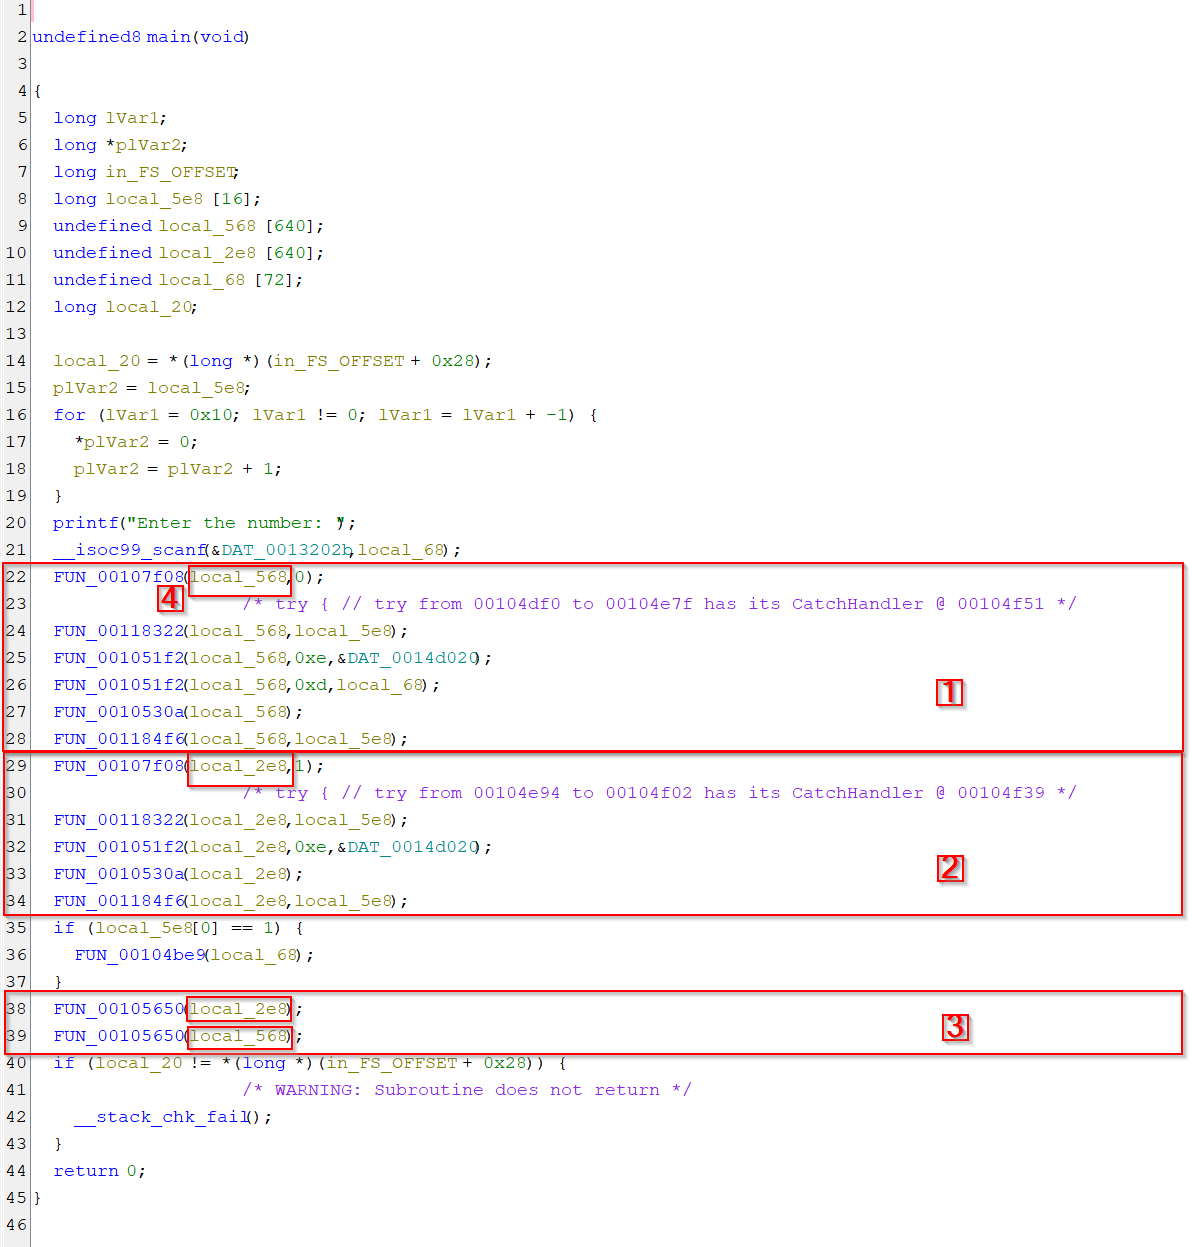 1
2 undefined8 main(void)
3
4 {
5 long lVar1;
6 long *plVar2;
7 long in_FS_OFFSET;
8 long local_5e8 [16];
9 undefined local_568 [640];
10 undefined local_2e8 [640];
11 undefined local_68 [72];
12 long local_20;
13
14 local_20 = *(long *)(in_FS_OFFSET + 0x28);
15 plVar2 = local_5e8;
16 for (lVar1 = 0x10; lVar1 != 0; lVar1 = lVar1 + -1) {
17 *plVar2 = 0;
18 plVar2 = plVar2 + 1;
19 }
20 printf("Enter the number: ");
21 __isoc99_scanf(&DAT_0013202b,local_68);
22 FUN_00107f08(local_568,0);
4
23 /* try { // try from 00104df0 to 00104e7f has its CatchHandler @ 00104f51 */
24 FUN_00118322(local_568,local_5e8);
25 FUN_001051f2(local_568,0xe,&DAT_0014d020);
26 FUN_001051f2(local_568,0xd,local_68);
1
27 FUN_0010530a(local_568);
28 FUN_001184f6(local_568,local_5e8);
29 FUN_00107f08(local_2e8,1);
30 /* try { // try from 00104e94 to 00104f02 has its CatchHandler @ 00104f39 */
31 FUN_00118322(local_2e8,local_5e8);
32 FUN_001051f2(local_2e8,0xe,&DAT_0014d020);
33 FUN_0010530a(local_2e8);
2
34 FUN_001184f6(local_2e8,local_5e8);
35 if (local_5e8[0] == 1) {
36 FUN_00104be9(local_68);
37 }
38 FUN_00105650(local_2e8);
39 FUN_00105650(local_568);
3
40 if (local_20 != *(long *)(in_FS_OFFSET + 0x28)) {
41 /* WARNING: Subroutine does not return */
42 __stack_chk_fail();
43 }
44 return 0;
45 }
46